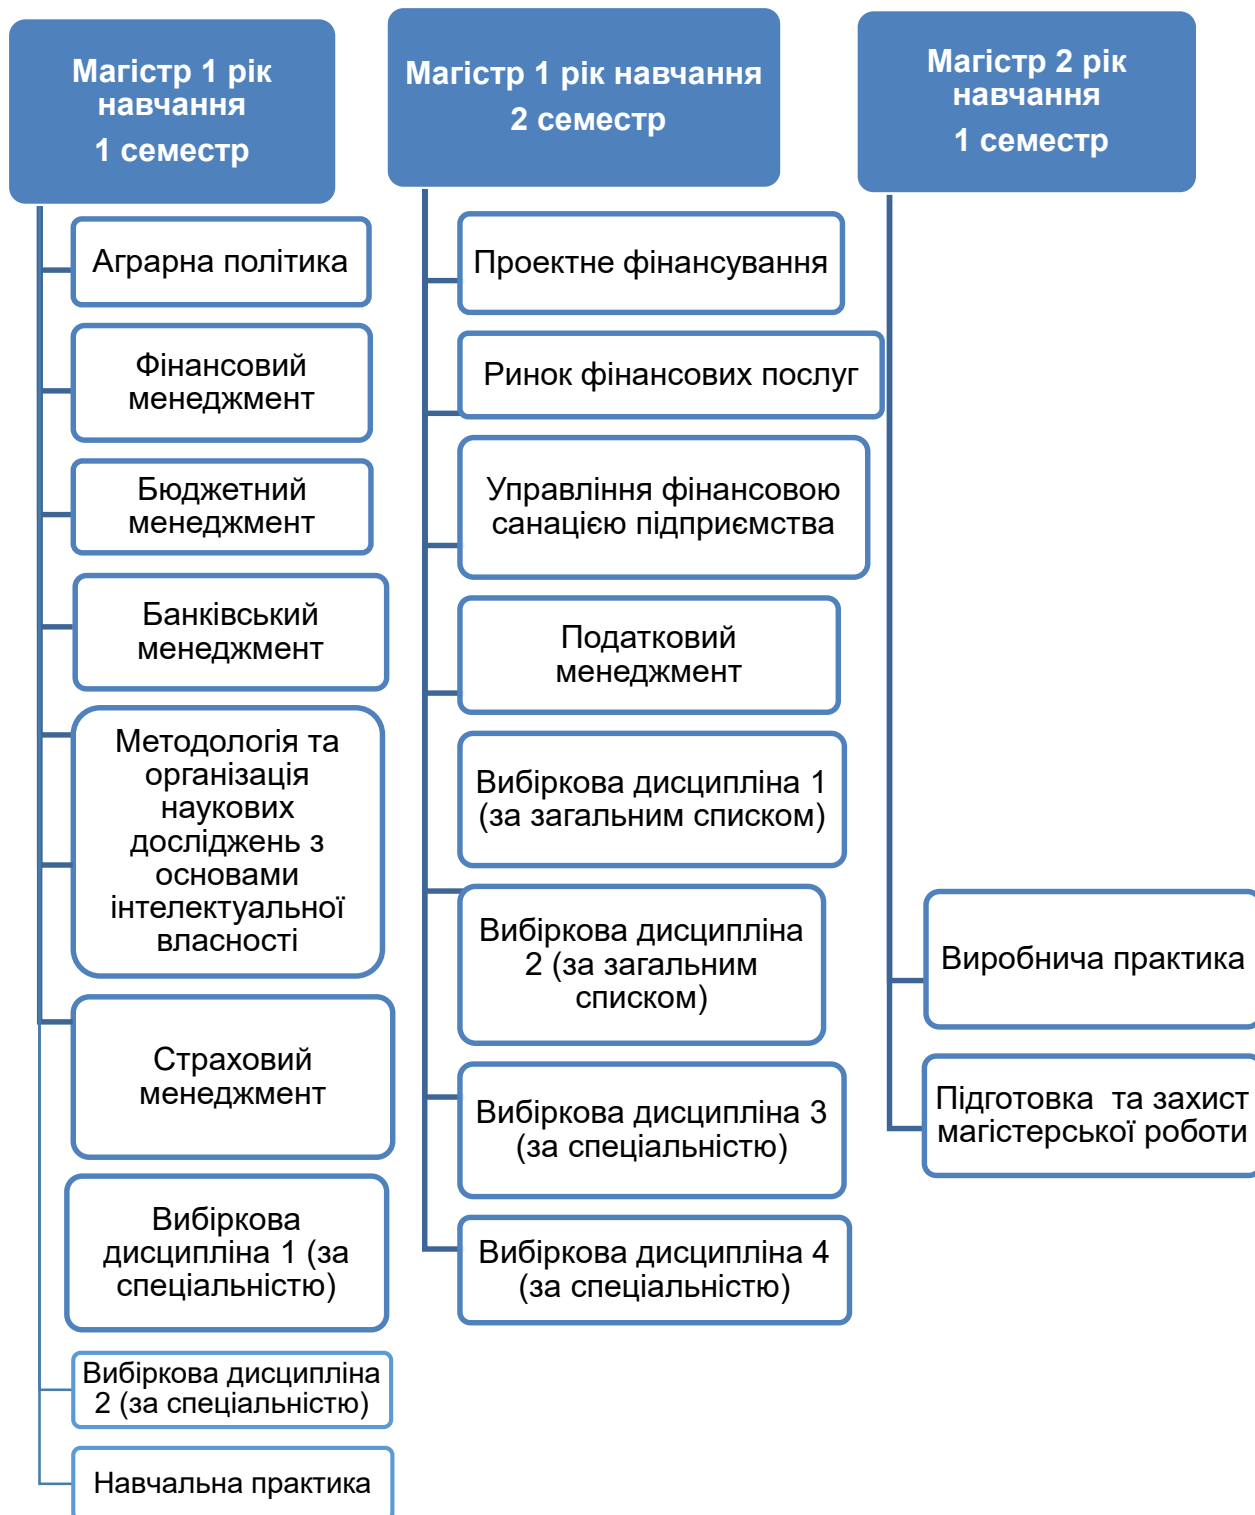 Магістр 1 рік
навчання
1 семестр
Аграрна політика
Фінансовий
менеджмент
Бюджетний
менеджмент
Банківський
менеджмент
Методологія та
організація
наукових
досліджень з
основами
інтелектуальної
власності
Страховий
менеджмент
Вибіркова
дисципліна 1 (за
спеціальністю)
Вибіркова дисципліна
2 (за спеціальністю)
Навчальна практика
Магістр 1 рік навчання
2 семестр
Проектне фінансування
Ринок фінансових послуг
Управління фінансовою
санацією підприємства
Податковий
менеджмент
Вибіркова дисципліна 1
(за загальним списком)
Вибіркова дисципліна
2 (за загальним
списком)
Вибіркова дисципліна 3
(за спеціальністю)
Вибіркова дисципліна 4
(за спеціальністю)
Магістр 2 рік
навчання
1 семестр
Виробнича практика
Підготовка та захист
магістерської роботи